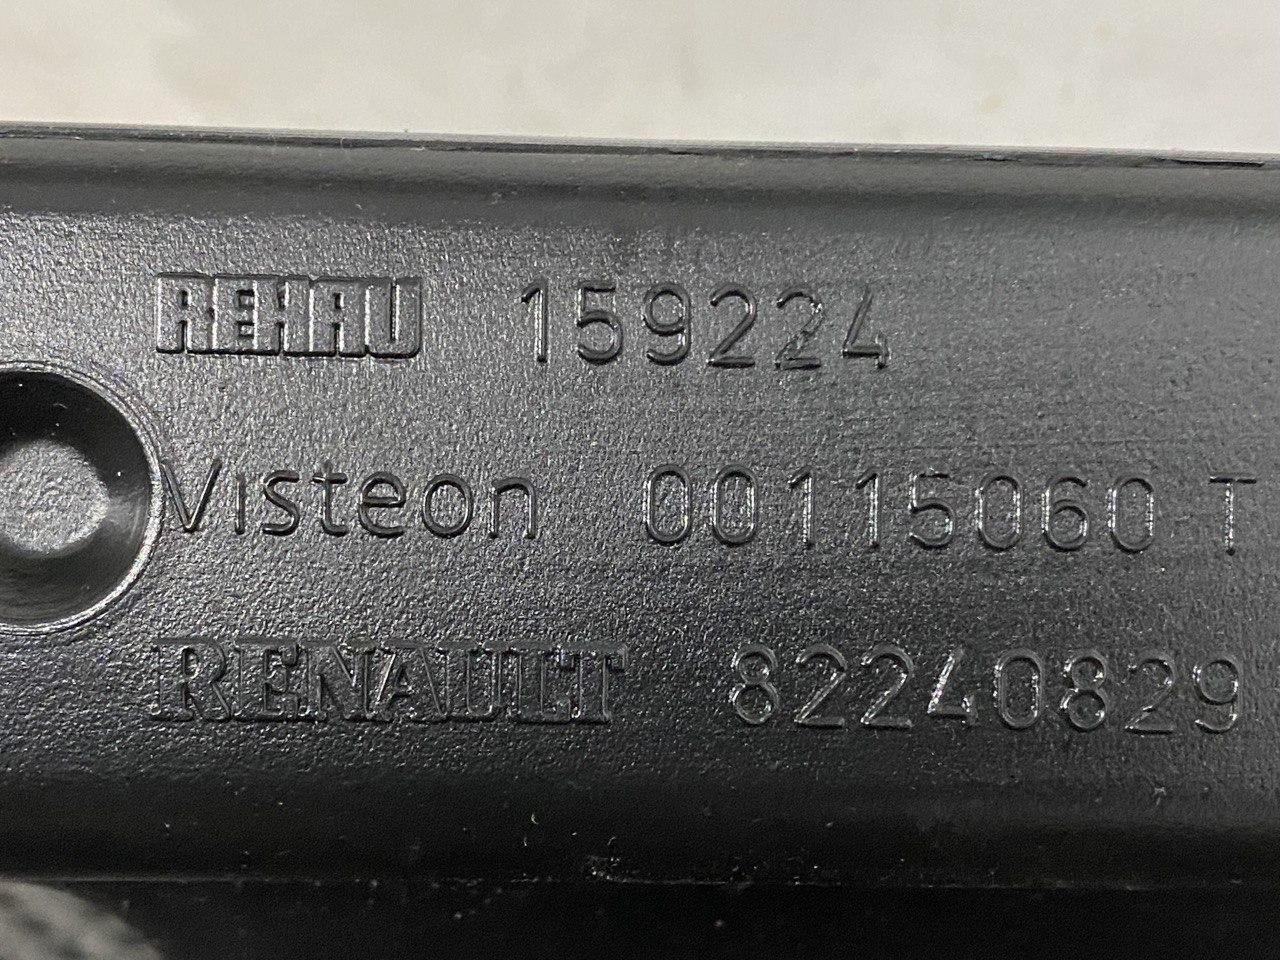 REHAU 159224
Visteon 00115060 T
RENAULT 82240829